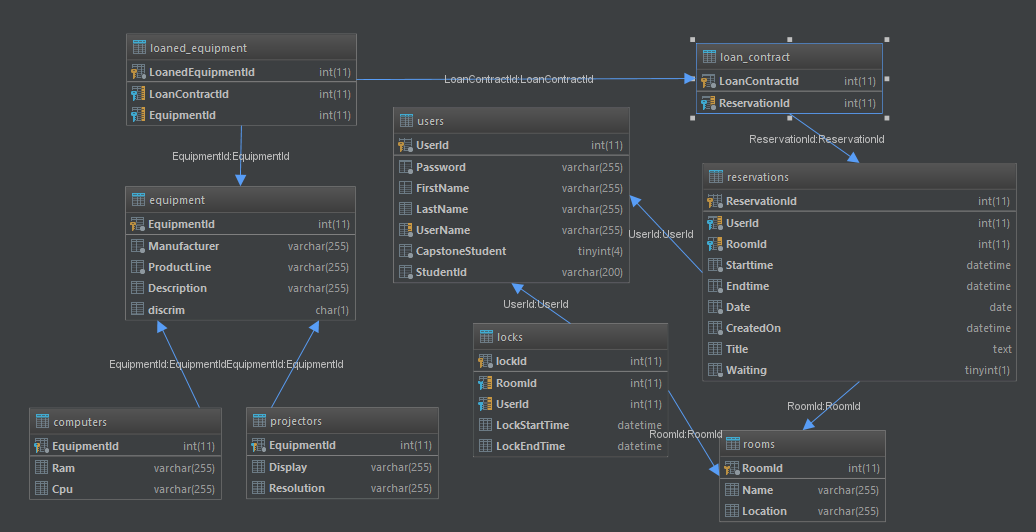 loaned_equipment
LoanedEquipmentId int(11)
LoanContractId int(11)
EquipmentId int(11)
LoanContractId:LoanContractId
loan_contract
LoanContractId int(11)
ReservationId int(11)
EquipmentId:EquipmentId
ReservationId:ReservationId
users
UserId int(11)
Password varchar(255)
FirstName varchar(255)
LastName varchar(255)
UserName varchar(255)
CapstoneStudent tinyint(4)
StudentId varchar(200)
equipment
EquipmentId int(11)
Manufacturer varchar(255)
ProductLine varchar(255)
Description varchar(255)
discrim char(1)
reservations
ReservationId int(11)
UserId int(11)
RoomId int(11)
Starttime datetime
Endtime datetime
Date date
CreatedOn datetime
Title text
Waiting tinyint(1)
UserId:UserId
UserId:UserId
locks
lockId int(11)
RoomId int(11)
UserId int(11)
LockStartTime datetime
LockEndTime datetime
EquipmentId:EquipmentId
EquipmentId:EquipmentId
computers
EquipmentId int(11)
Ram varchar(255)
Cpu varchar(255)
projectors
EquipmentId int(11)
Display varchar(255)
Resolution varchar(255)
RoomId:RoomId
RoomId:RoomId
rooms
RoomId int(11)
Name varchar(255)
Location varchar(255)